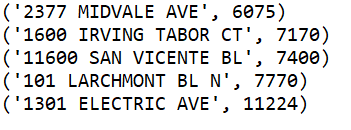 ('2377 MIDVALE AVE', 6075)
('1600 IRVING TABOR CT', 7170)
('11600 SAN VICENTE BL', 7400)
('101 LARCHMONT BL N', 7770)
('1301 ELECTRIC AVE', 11224)